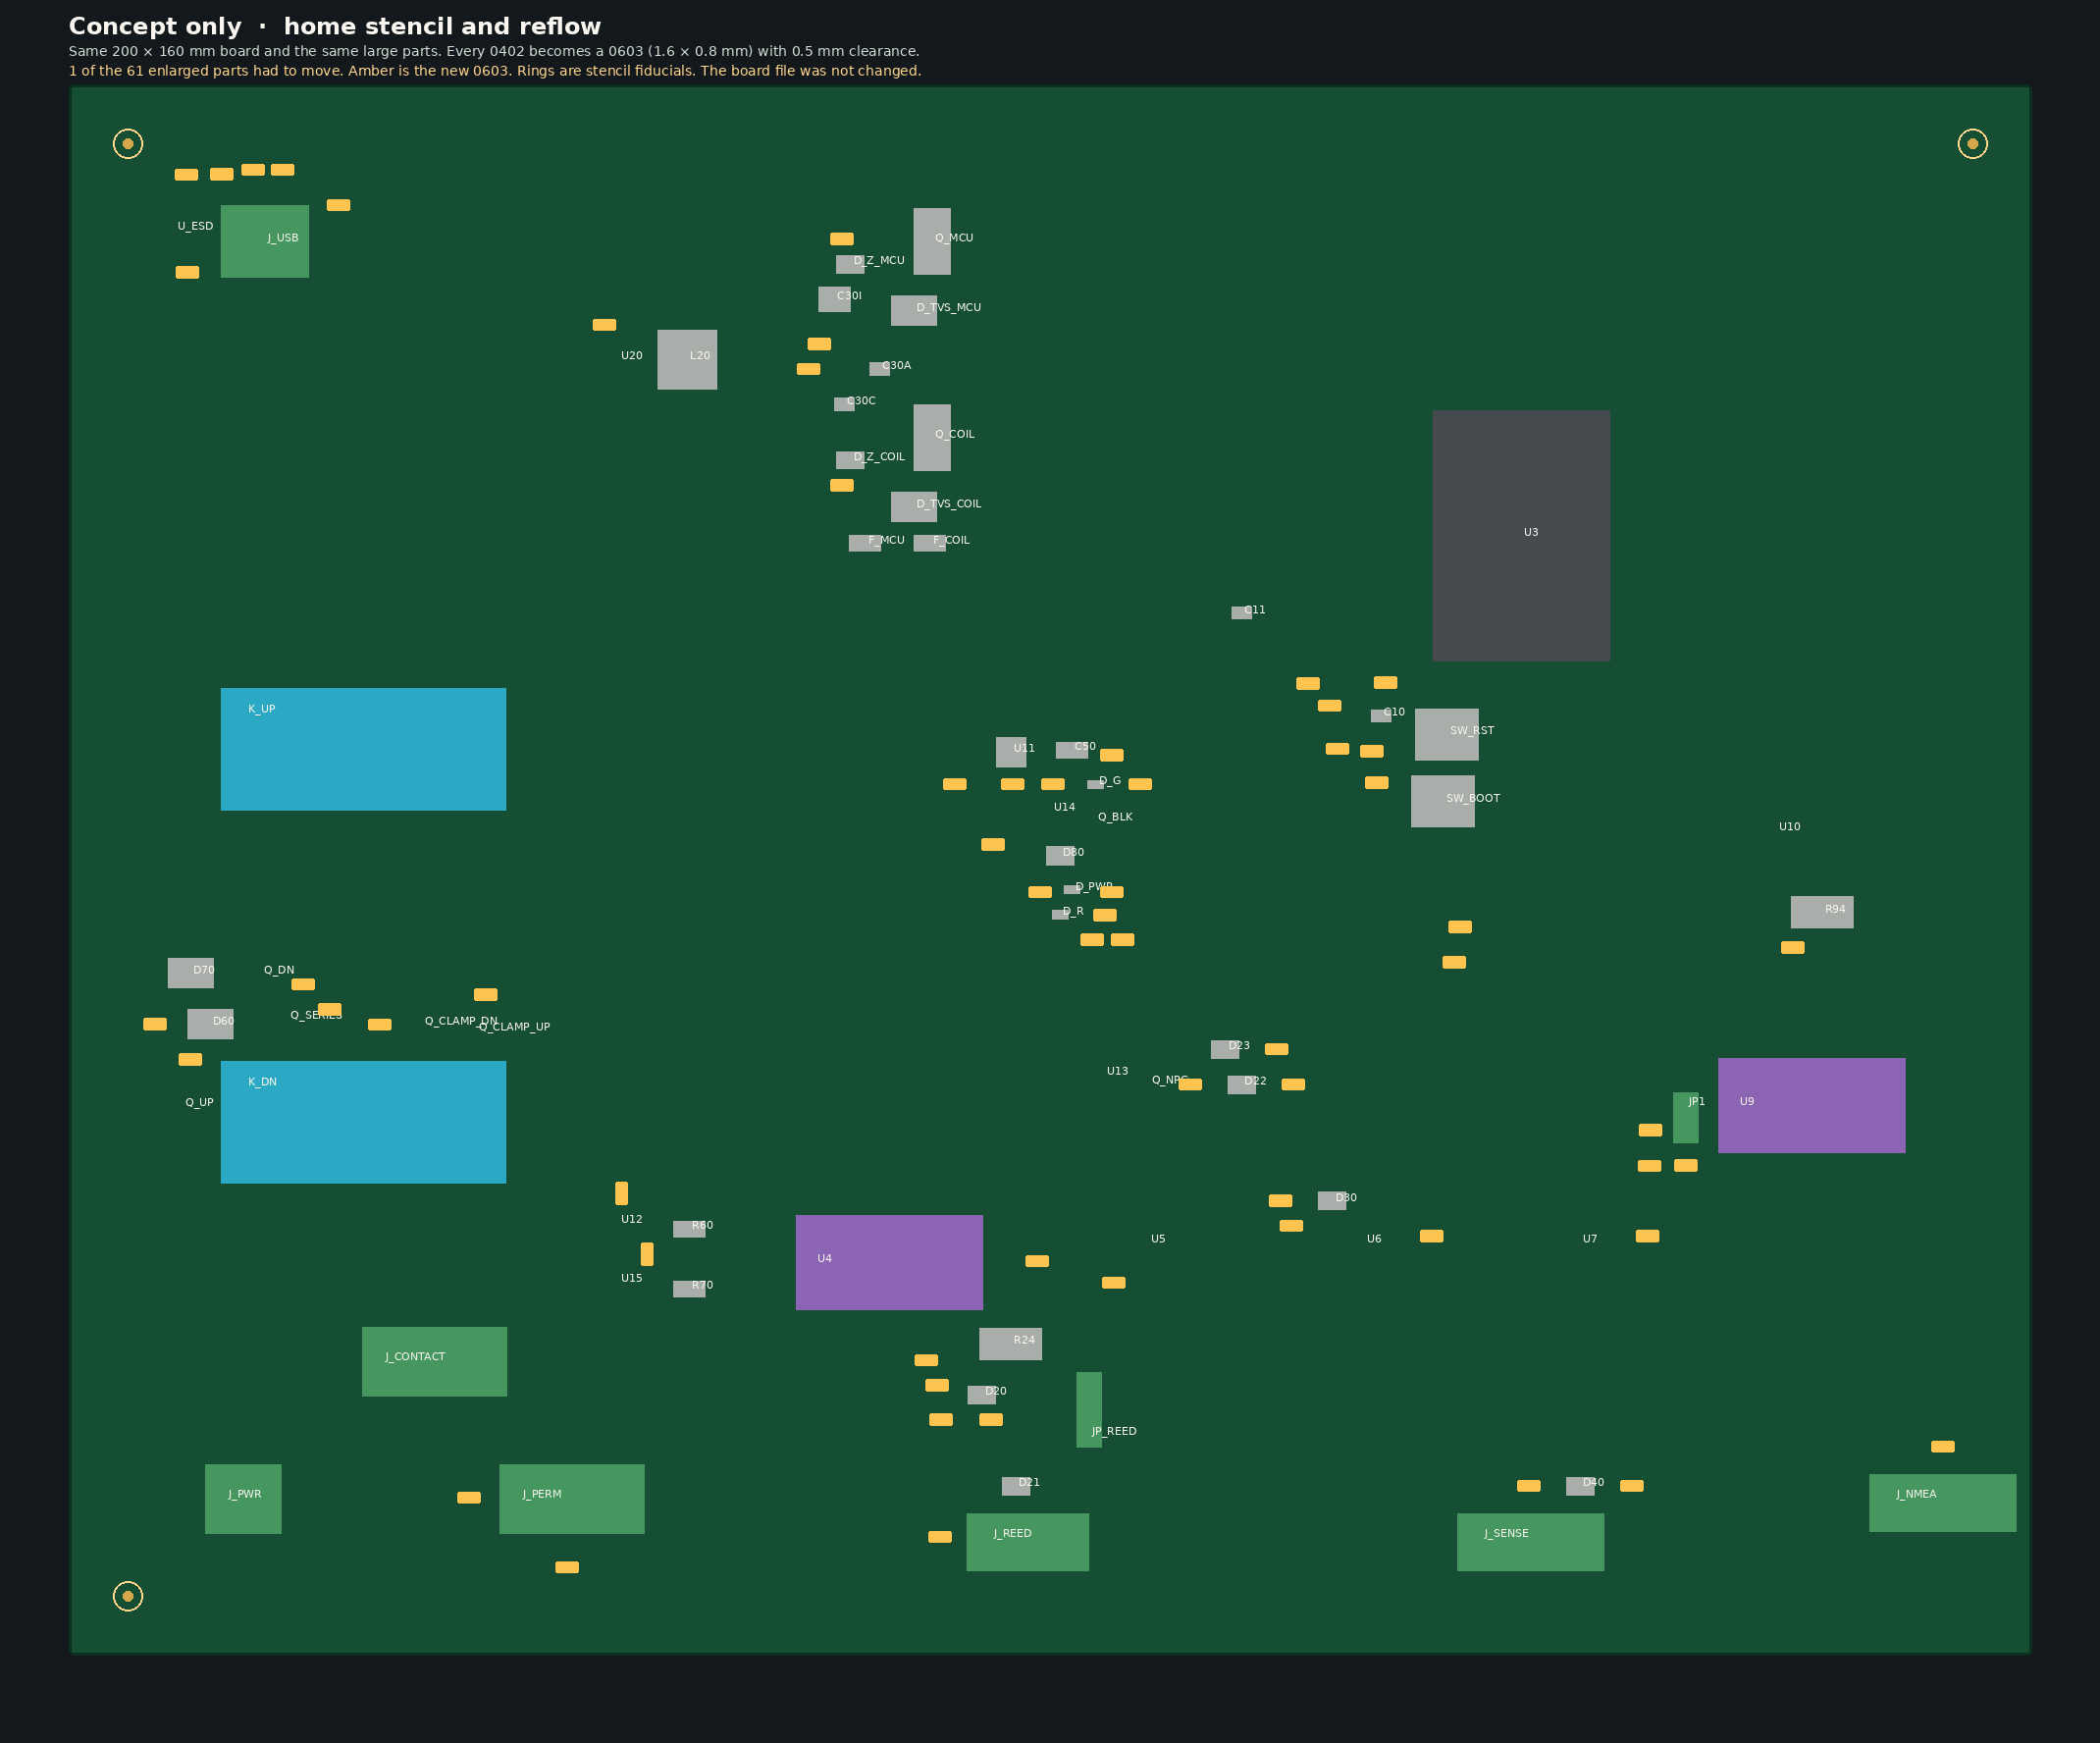 Concept only · home stencil and reflow
Same 200 × 160 mm board and the same large parts. Every 0402 becomes a 0603 (1.6 × 0.8 mm) with 0.5 mm clearance.
1 of the 61 enlarged parts had to move. Amber is the new 0603. Rings are stencil fiducials. The board file was not changed.
U_ESD
J_USB
Q_MCU
D_Z_MCU
C30I
D_TVS_MCU
U20
L20
C30A
C30C
Q_COIL
D_Z_COIL
D_TVS_COIL
U3
F_MCU
F_COIL
C11
K_UP
C10
SW_RST
U11
C50
D_G
SW_BOOT
U14
Q_BLK
U10
D80
D_PWR
D_R
R94
D70
Q_DN
Q_SERIES
D60
Q_CLAMP_DN
Q_CLAMP_UP
D23
U13
Q_NPG
D22
K_DN
Q_UP
JP1
U9
D30
U12
R60
U5
U6
U7
U4
U15
R70
R24
J_CONTACT
D20
JP_REED
D21
D40
J_PWR
J_PERM
J_NMEA
J_REED
J_SENSE